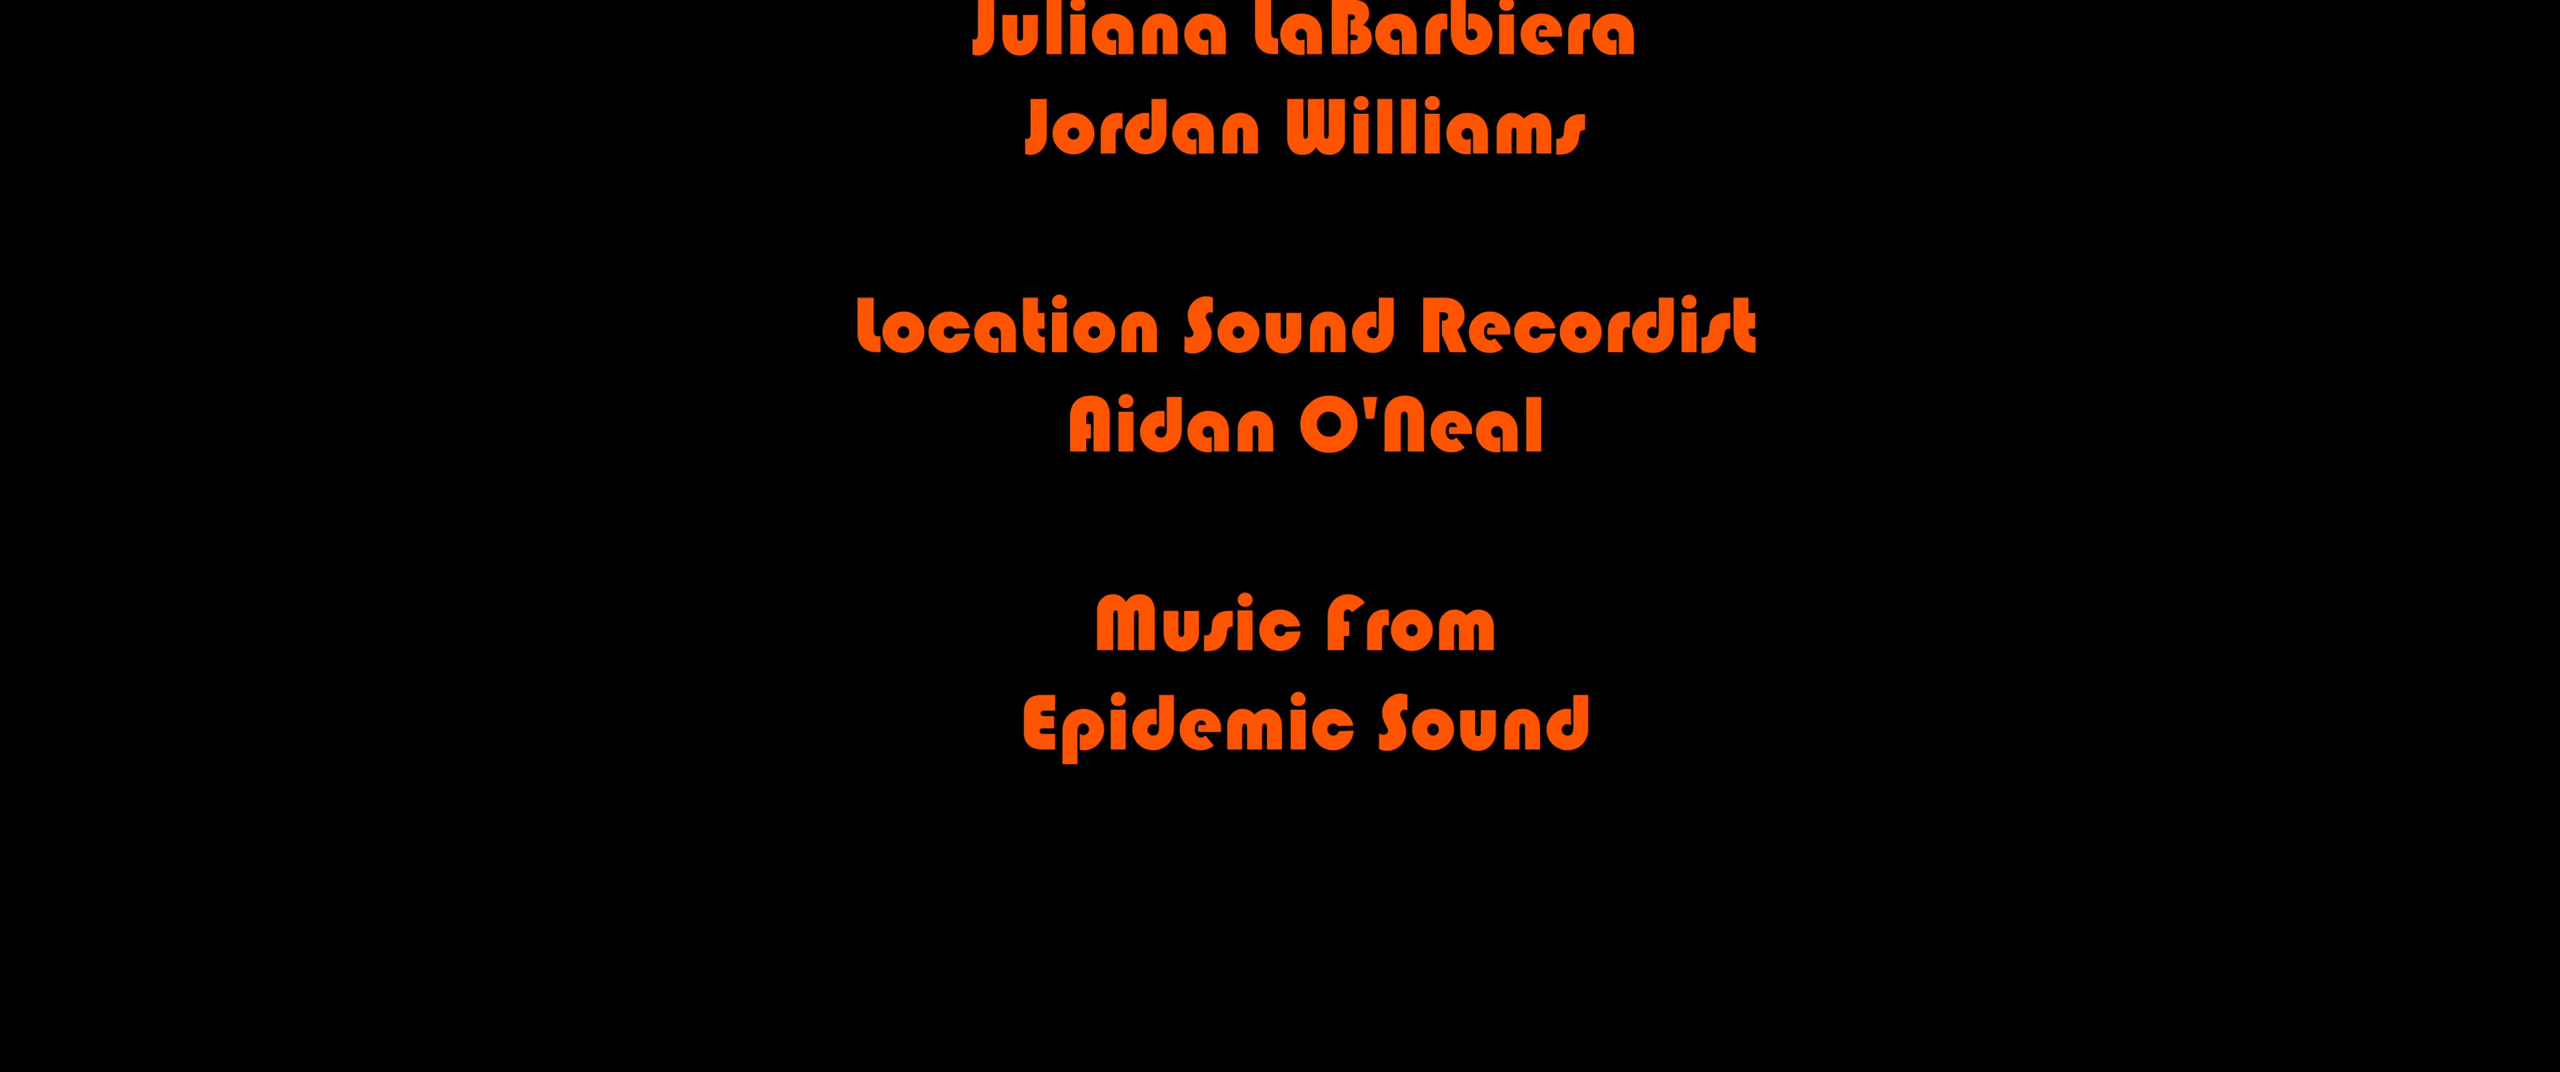 Juliana LaBarbiera
Jordan Williams
Location Sound Recordist
Aidan O'Neal
Music From
Epidemic Sound